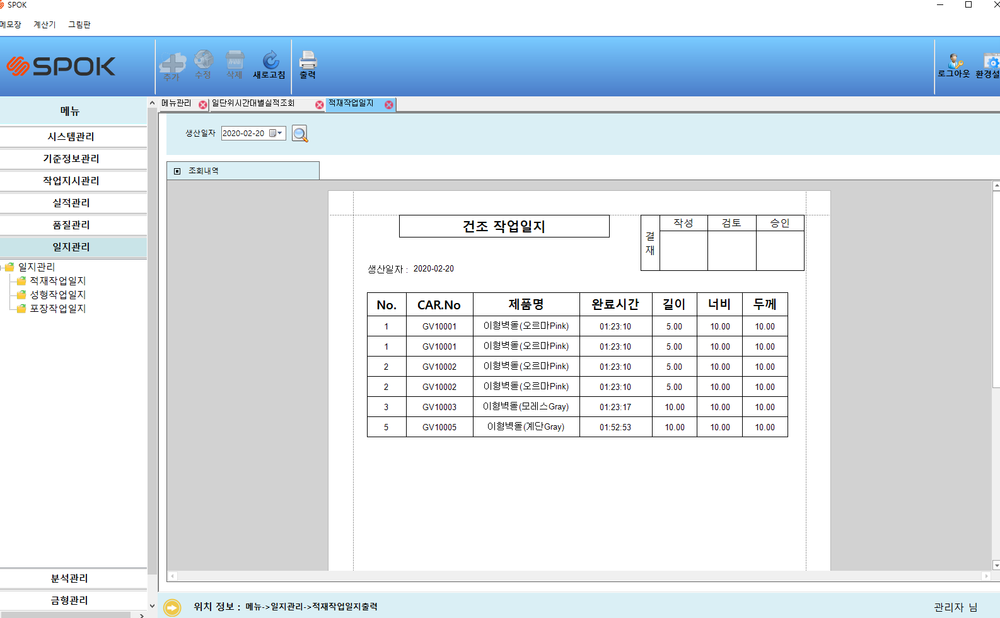 SPOK
메모장 계산기 그림판
SPOK
추가 수정 삭제 새로고침 출력 로그아웃 환경설
메뉴
시스템관리
기준정보관리
작업지시관리
실적관리
품질관리
일지관리
일지관리
적재작업일지
성형작업일지
포장작업일지
분석관리
금형관리
메뉴관리 일단위시간대별실적조회 적재작업일지
생산일자 2020-02-20
조회내역
건조 작업일지
결재 작성 검토 승인
생산일자 : 2020-02-20
No. CAR.No 제품명 완료시간 길이 너비 두께
1 GV10001 이형벽돌(오르마Pink) 01:23:10 5.00 10.00 10.00
1 GV10001 이형벽돌(오르마Pink) 01:23:10 5.00 10.00 10.00
2 GV10002 이형벽돌(오르마Pink) 01:23:10 5.00 10.00 10.00
2 GV10002 이형벽돌(오르마Pink) 01:23:10 5.00 10.00 10.00
3 GV10003 이형벽돌(모레스Gray) 01:23:17 10.00 10.00 10.00
5 GV10005 이형벽돌(계단Gray) 01:52:53 10.00 10.00 10.00
위치 정보 : 메뉴->일지관리->적재작업일지출력
관리자 님